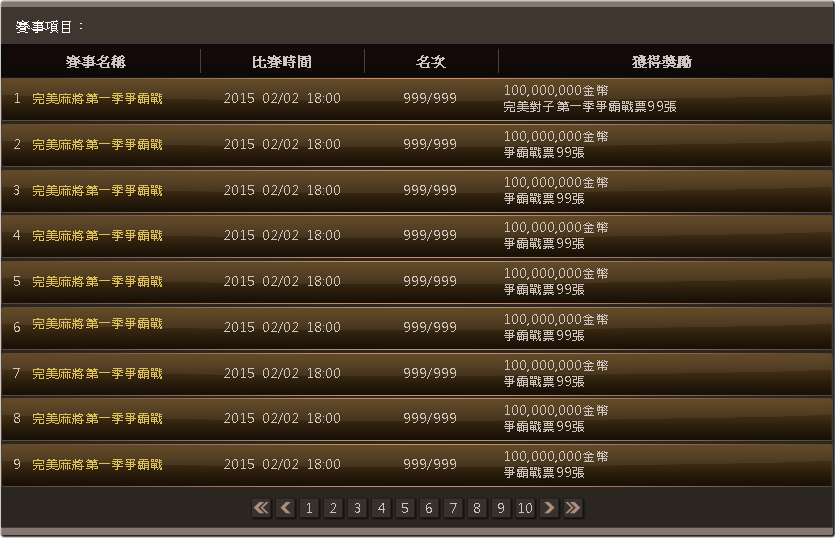 賽事項目：
賽事名稱 比賽時間 名次 獲得獎勵
1 完美麻將第一季爭霸戰 2015 02/02 18:00 999/999 100,000,000金幣
完美對子第一季爭霸戰票99張
2 完美麻將第一季爭霸戰 2015 02/02 18:00 999/999 100,000,000金幣
爭霸戰票99張
3 完美麻將第一季爭霸戰 2015 02/02 18:00 999/999 100,000,000金幣
爭霸戰票99張
4 完美麻將第一季爭霸戰 2015 02/02 18:00 999/999 100,000,000金幣
爭霸戰票99張
5 完美麻將第一季爭霸戰 2015 02/02 18:00 999/999 100,000,000金幣
爭霸戰票99張
6 完美麻將第一季爭霸戰 2015 02/02 18:00 999/999 100,000,000金幣
爭霸戰票99張
7 完美麻將第一季爭霸戰 2015 02/02 18:00 999/999 100,000,000金幣
爭霸戰票99張
8 完美麻將第一季爭霸戰 2015 02/02 18:00 999/999 100,000,000金幣
爭霸戰票99張
9 完美麻將第一季爭霸戰 2015 02/02 18:00 999/999 100,000,000金幣
爭霸戰票99張
1 2 3 4 5 6 7 8 9 10